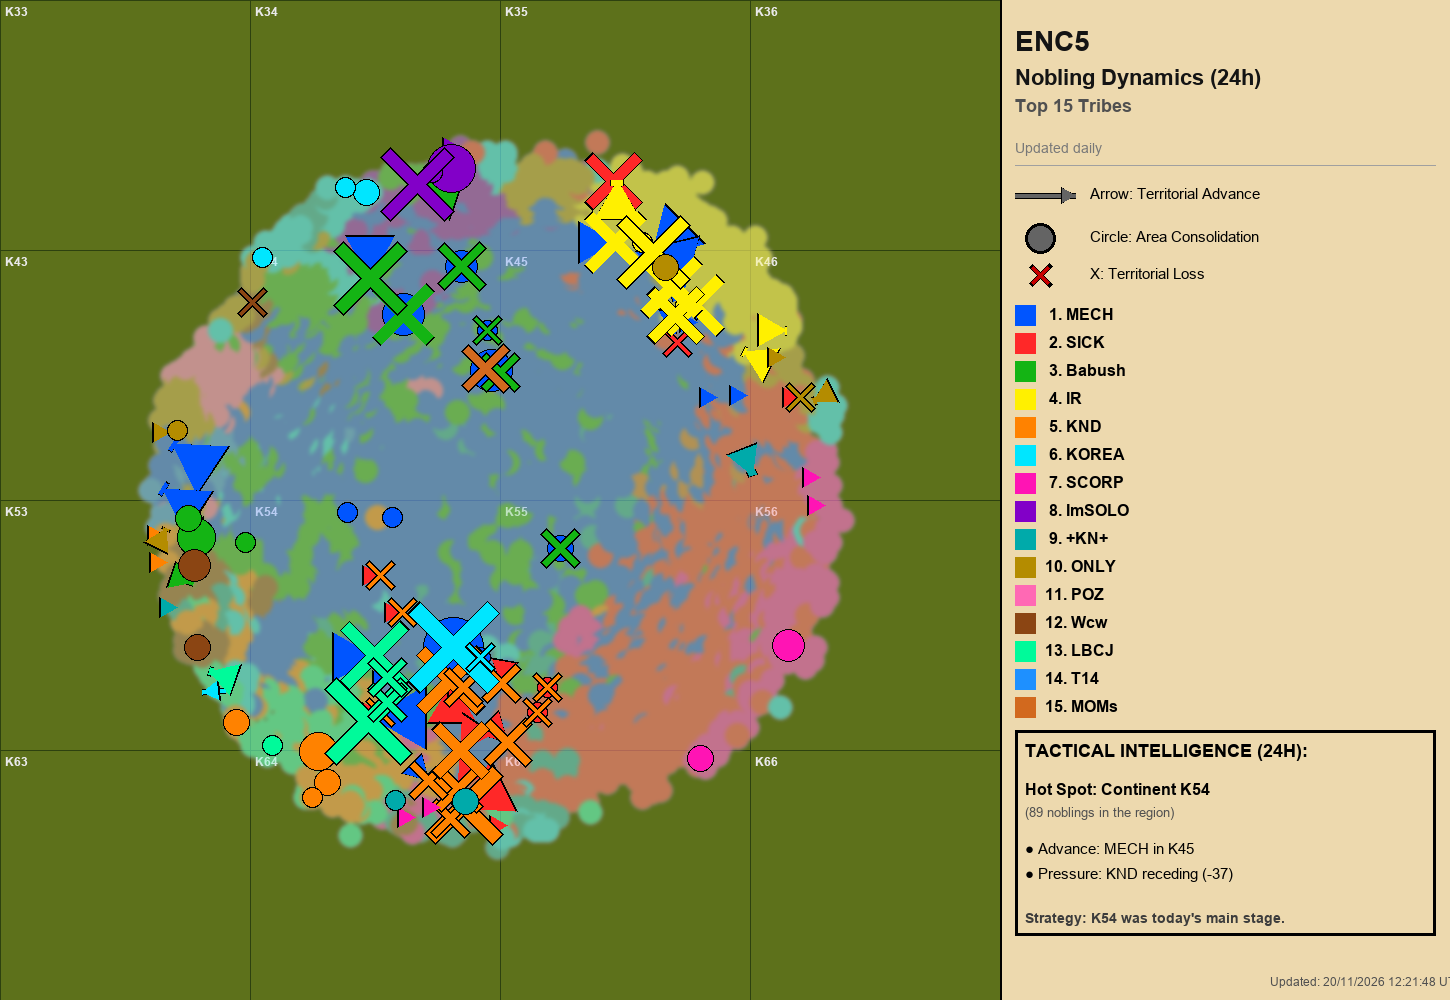 K33
K34
K35
K36
K43
4
K45
K46
K53
K54
K55
K56
K63
K64
K6
K66
ENC5
Nobling Dynamics (24h)
Top 15 Tribes
Updated daily
Arrow: Territorial Advance
Circle: Area Consolidation
X: Territorial Loss
1. MECH
2. SICK
3. Babush
4. IR
5. KND
6. KOREA
7. SCORP
8. ImSOLO
9. +KN+
10. ONLY
11. POZ
12. Wcw
13. LBCJ
14. T14
15. MOMs
TACTICAL INTELLIGENCE (24H):
Hot Spot: Continent K54
(89 noblings in the region)
● Advance: MECH in K45
● Pressure: KND receding (-37)
Strategy: K54 was today's main stage.
Updated: 20/11/2026 12:21:48 U